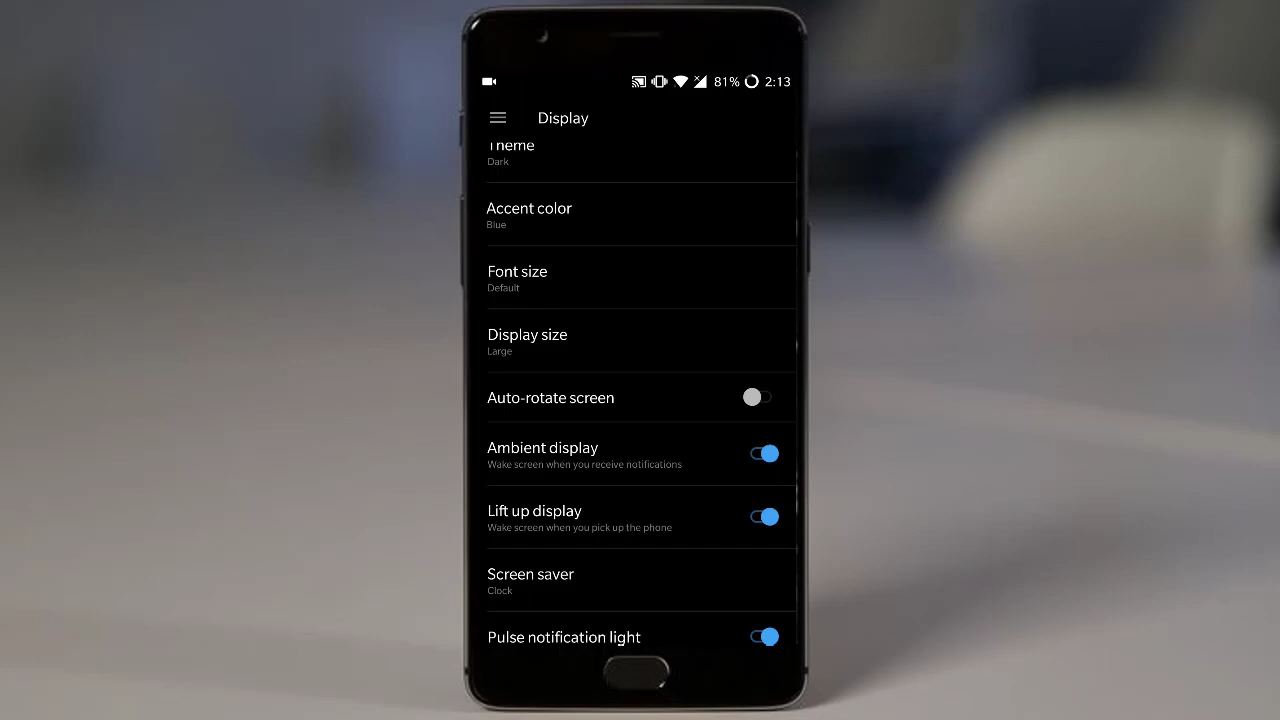 81% 2:13
Display
Theme
Dark
Accent color
Blue
Font size
Default
Display size
Large
Auto-rotate screen
Ambient display
Wake screen when you receive notifications
Lift up display
Wake screen when you pick up the phone
Screen saver
Clock
Pulse notification light